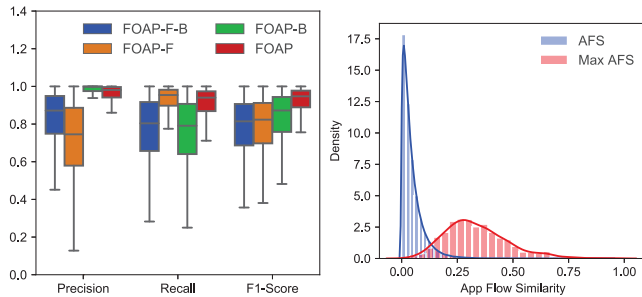 1.4
1.2
1.0
0.8
0.6
0.4
0.2
0.0
FOAP-F-B
FOAP-F
FOAP-B
FOAP
Precision
Recall
F1-Score
Density
17.5
15.0
12.5
10.0
7.5
5.0
2.5
0.0
AFS
Max AFS
0.00
0.25
0.50
0.75
1.00
App Flow Similarity